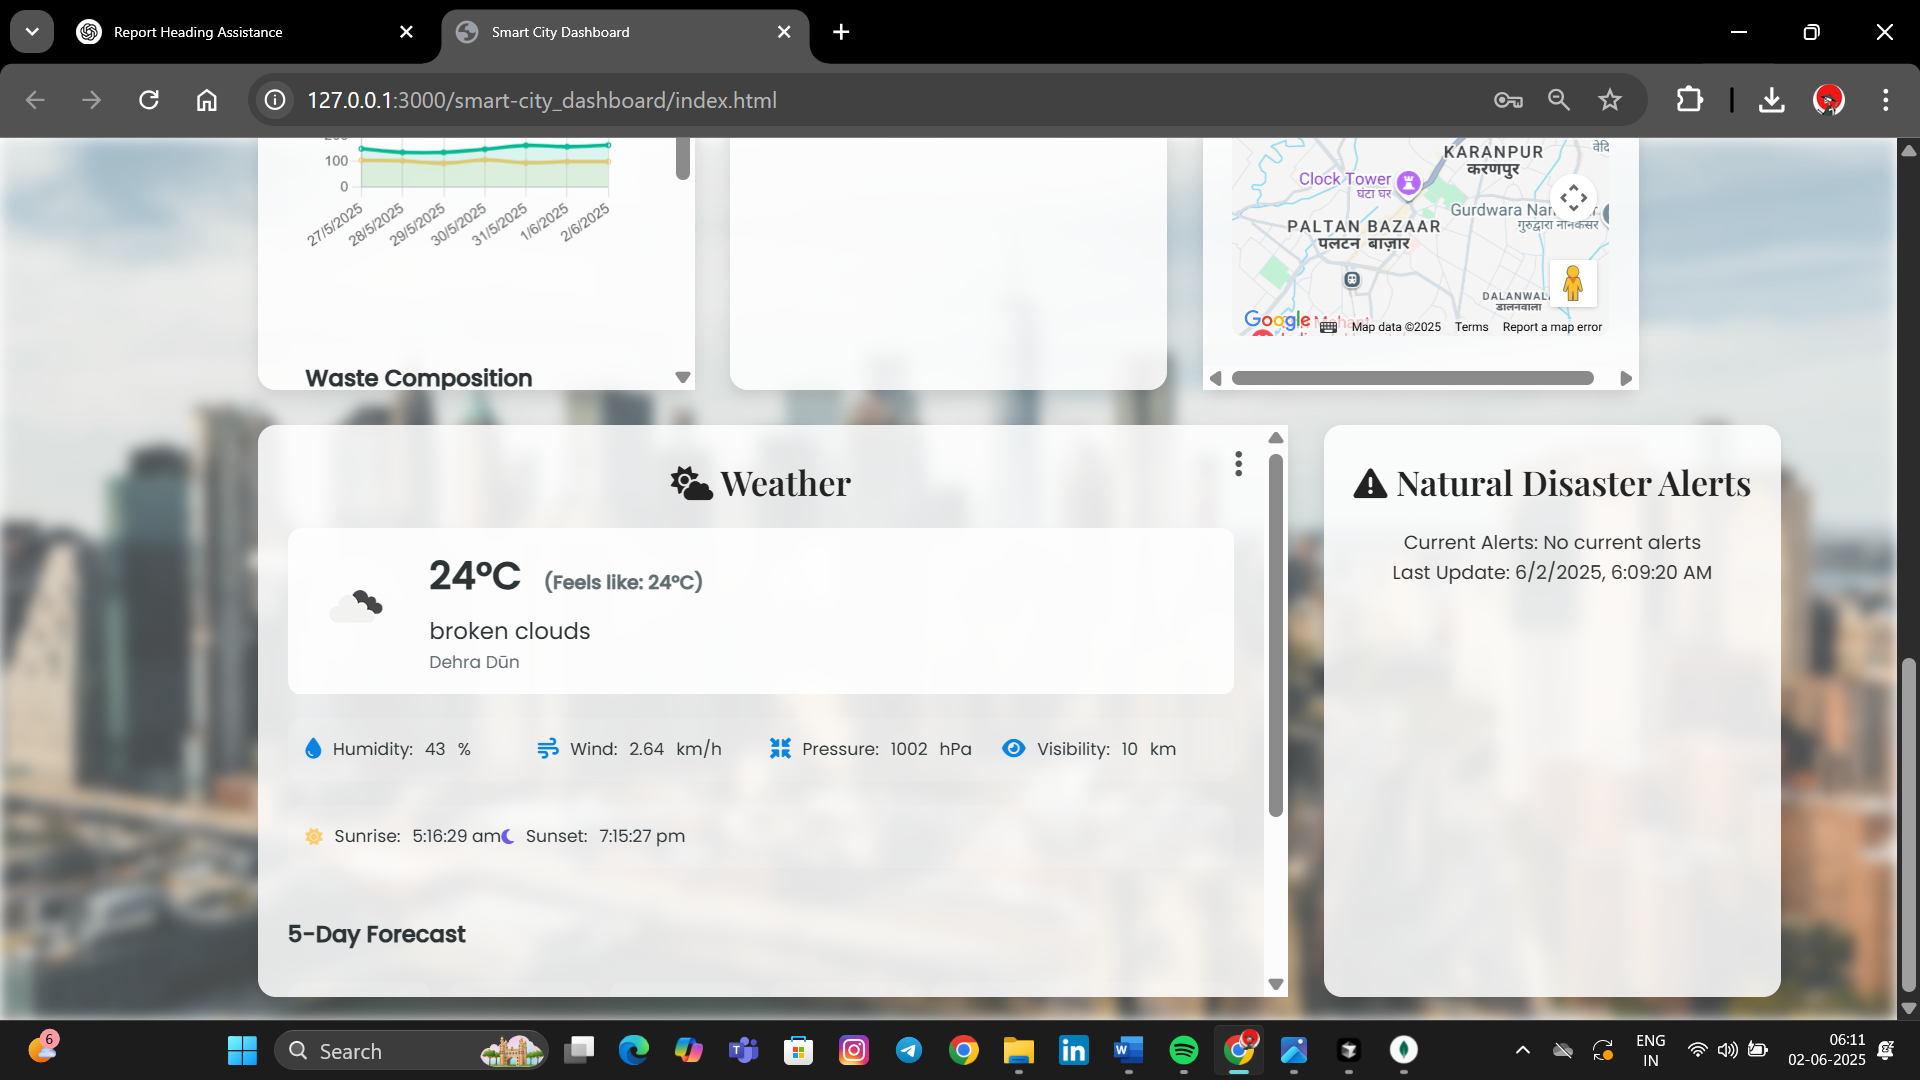 Report Heading Assistance
Smart City Dashboard
127.0.0.1:3000/smart-city_dashboard/index.html
100
0
27/5/2025
28/5/2025
29/5/2025
30/5/2025
31/5/2025
1/6/2025
2/6/2025
Waste Composition
KARANPUR
करणपुर
Clock Tower
घंटा घर
PALTAN BAZAAR
पलटन बाज़ार
गुरुद्वारा नानकसर
DALANWAL
डालनवाला
Google
Map data ©2025 Terms Report a map error
Weather
24°C (Feels like: 24°C)
broken clouds
Dehra Dūn
Humidity: 43 % Wind: 2.64 km/h Pressure: 1002 hPa Visibility: 10 km
Sunrise: 5:16:29 am Sunset: 7:15:27 pm
5-Day Forecast
Natural Disaster Alerts
Current Alerts: No current alerts
Last Update: 6/2/2025, 6:09:20 AM
6
Search
ENG
IN
06:11
02-06-2025